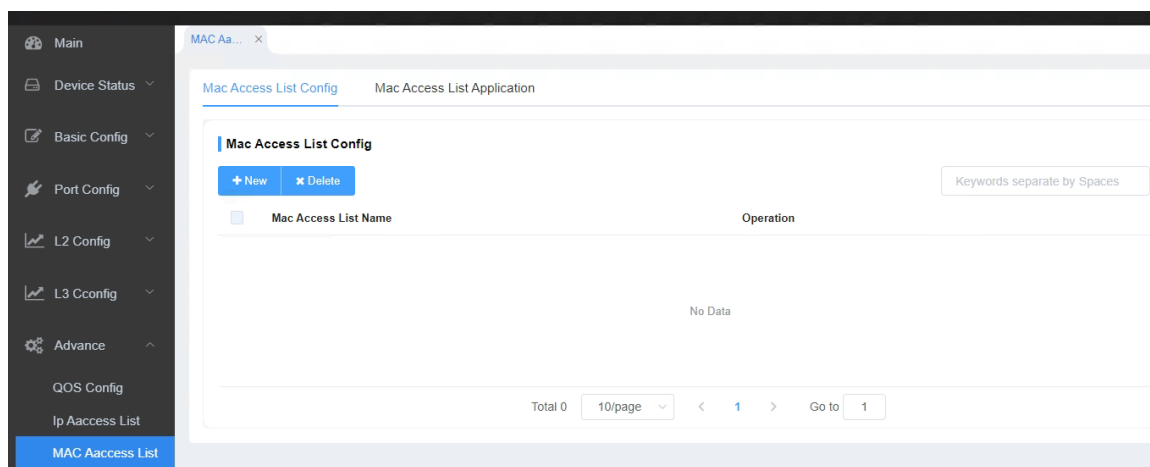 Main
Device Status
Basic Config
Port Config
L2 Config
L3 Cconfig
Advance
QOS Config
Ip Aaccess List
MAC Aaccess List
MAC Aa...
Mac Access List Config
Mac Access List Application
Mac Access List Config
New
Delete
Keywords separate by Spaces
Mac Access List Name
Operation
No Data
Total 0
10/page
1
Go to
1